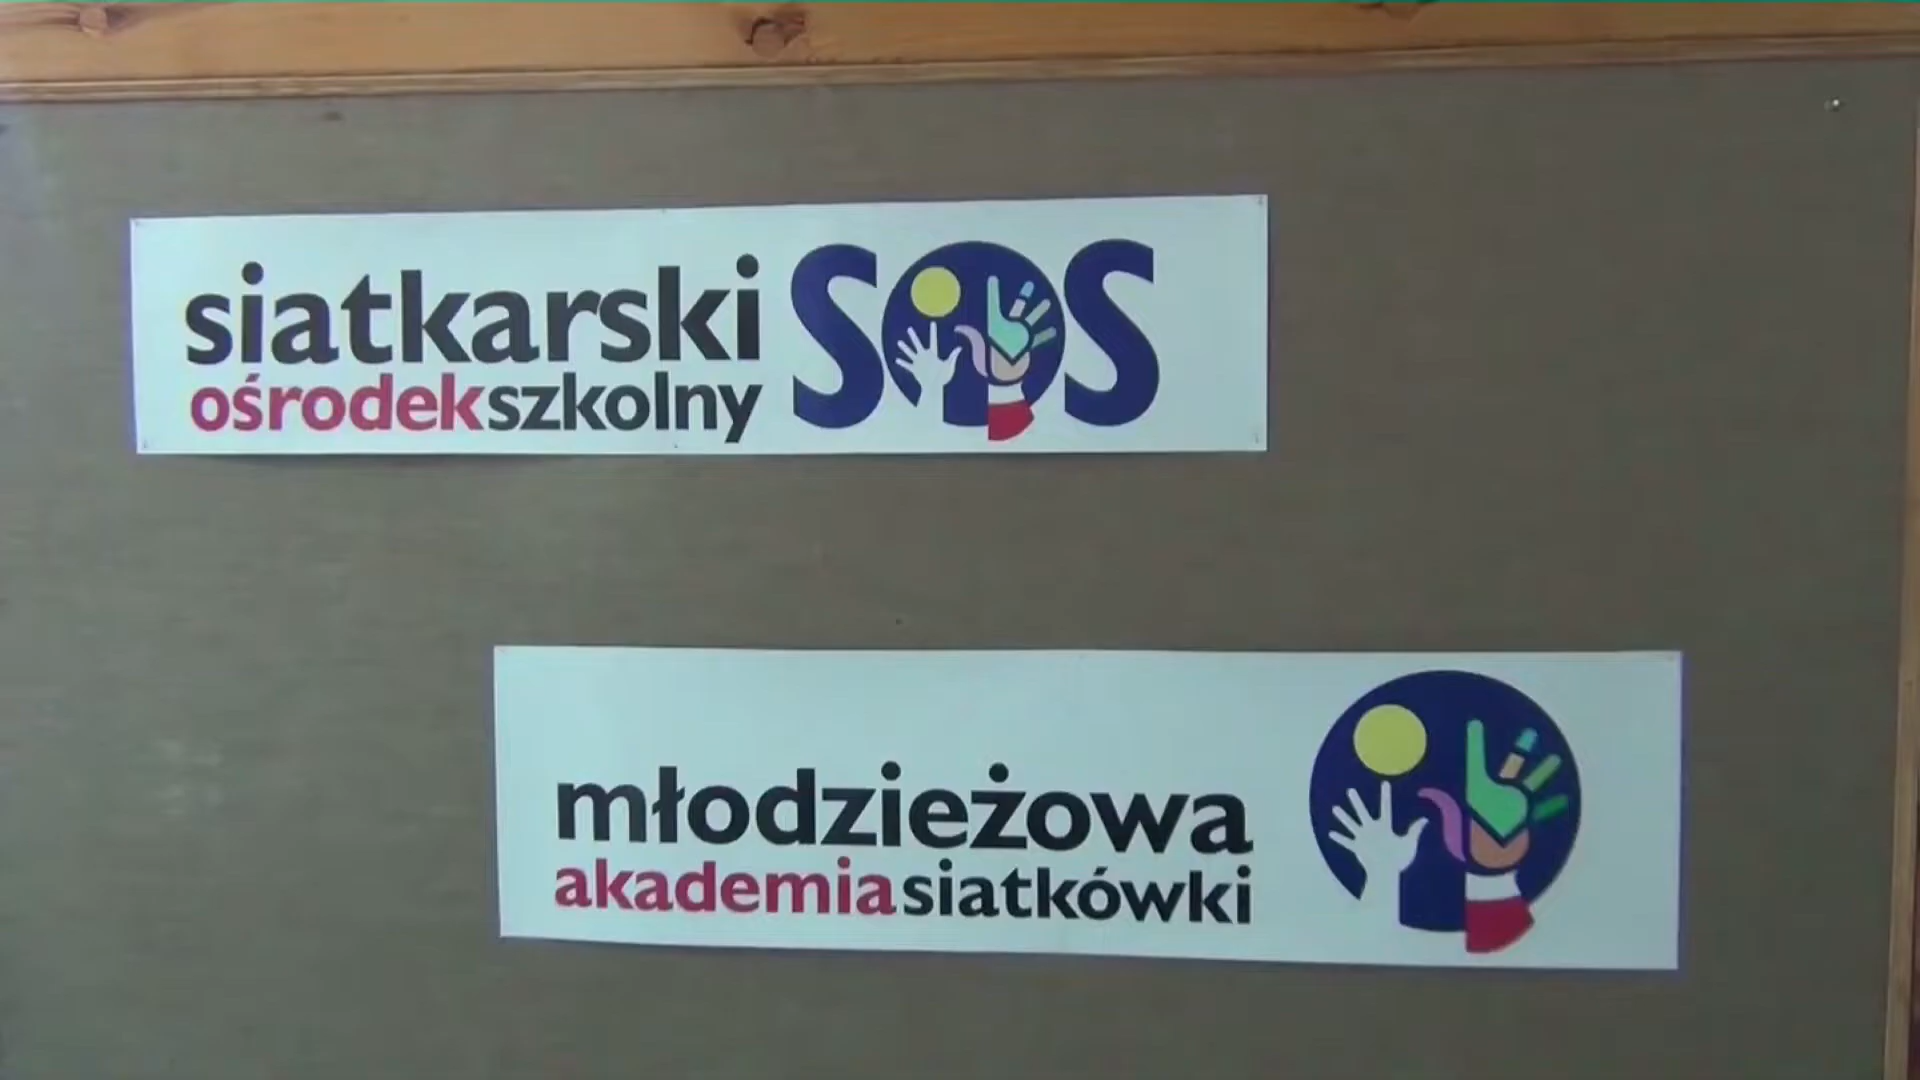 siatkarski
ośrodekszkolny
SOS
młodzieżowa
akademiasiatkówki